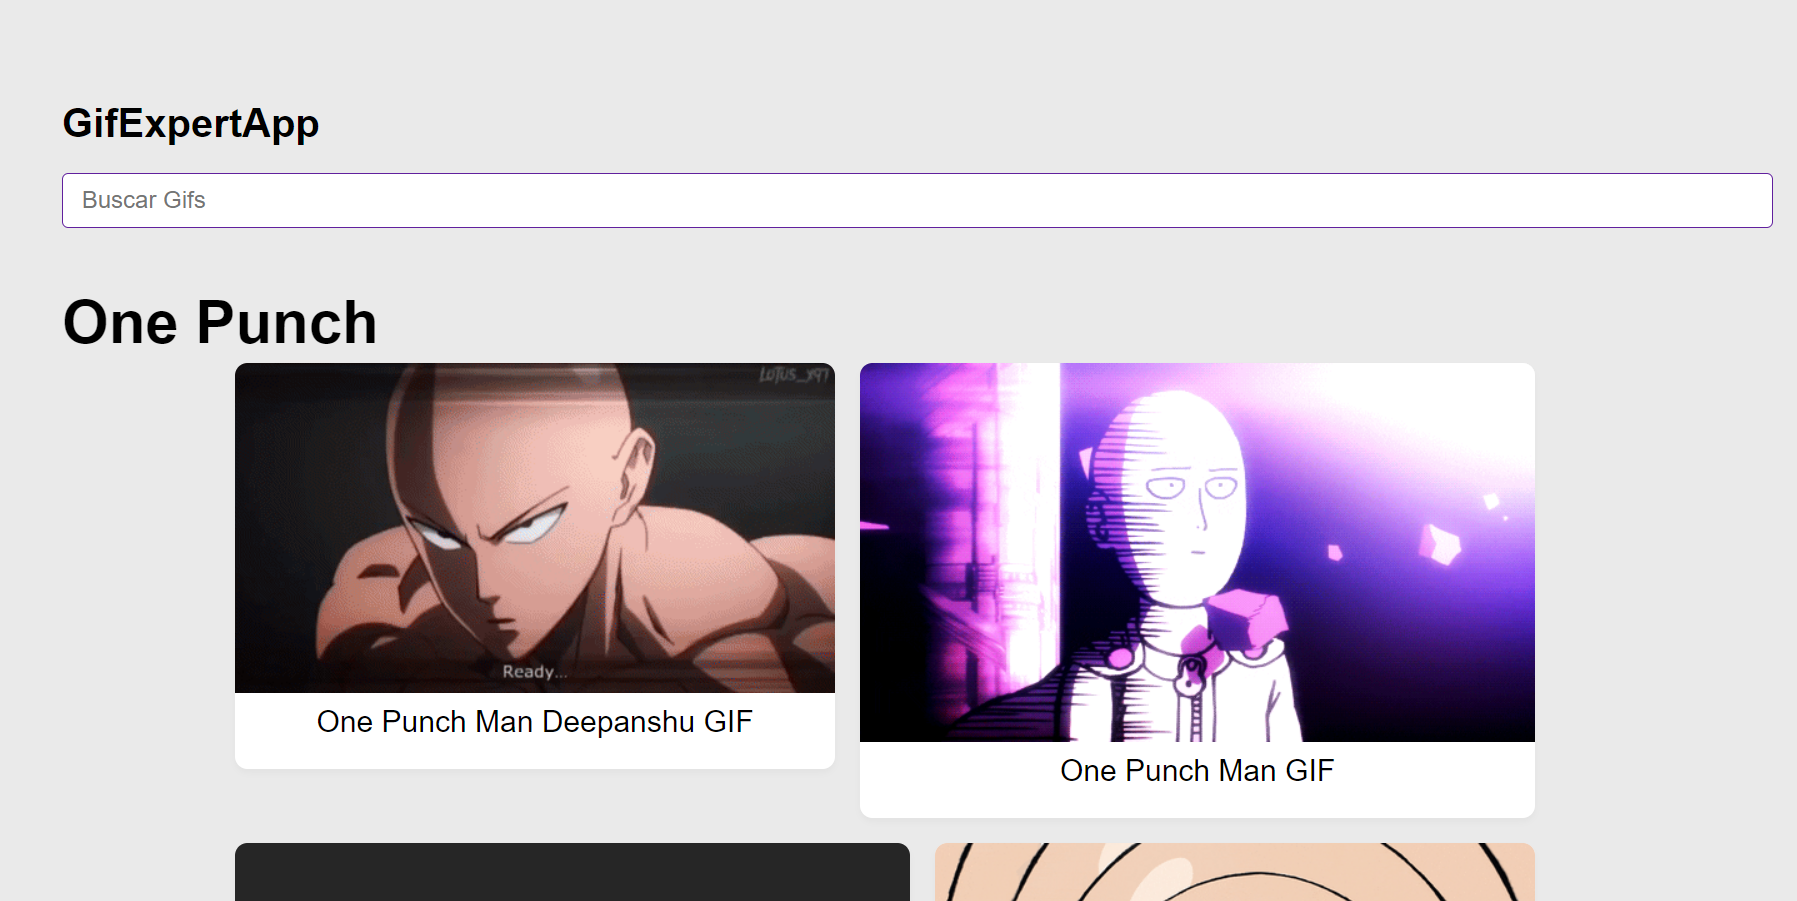 GifExpertApp
Buscar Gifs
One Punch
LoTus_x97
Ready...
One Punch Man Deepanshu GIF
One Punch Man GIF